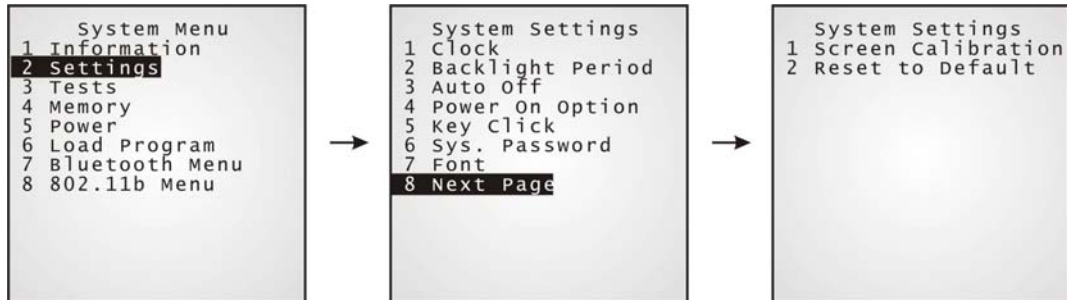 System Menu
1 Information
2 Settings
3 Tests
4 Memory
5 Power
6 Load Program
7 Bluetooth Menu
8 802.11b Menu
System Settings
1 Clock
2 Backlight Period
3 Auto Off
4 Power On Option
5 Key Click
6 Sys. Password
7 Font
8 Next Page
System Settings
1 Screen Calibration
2 Reset to Default